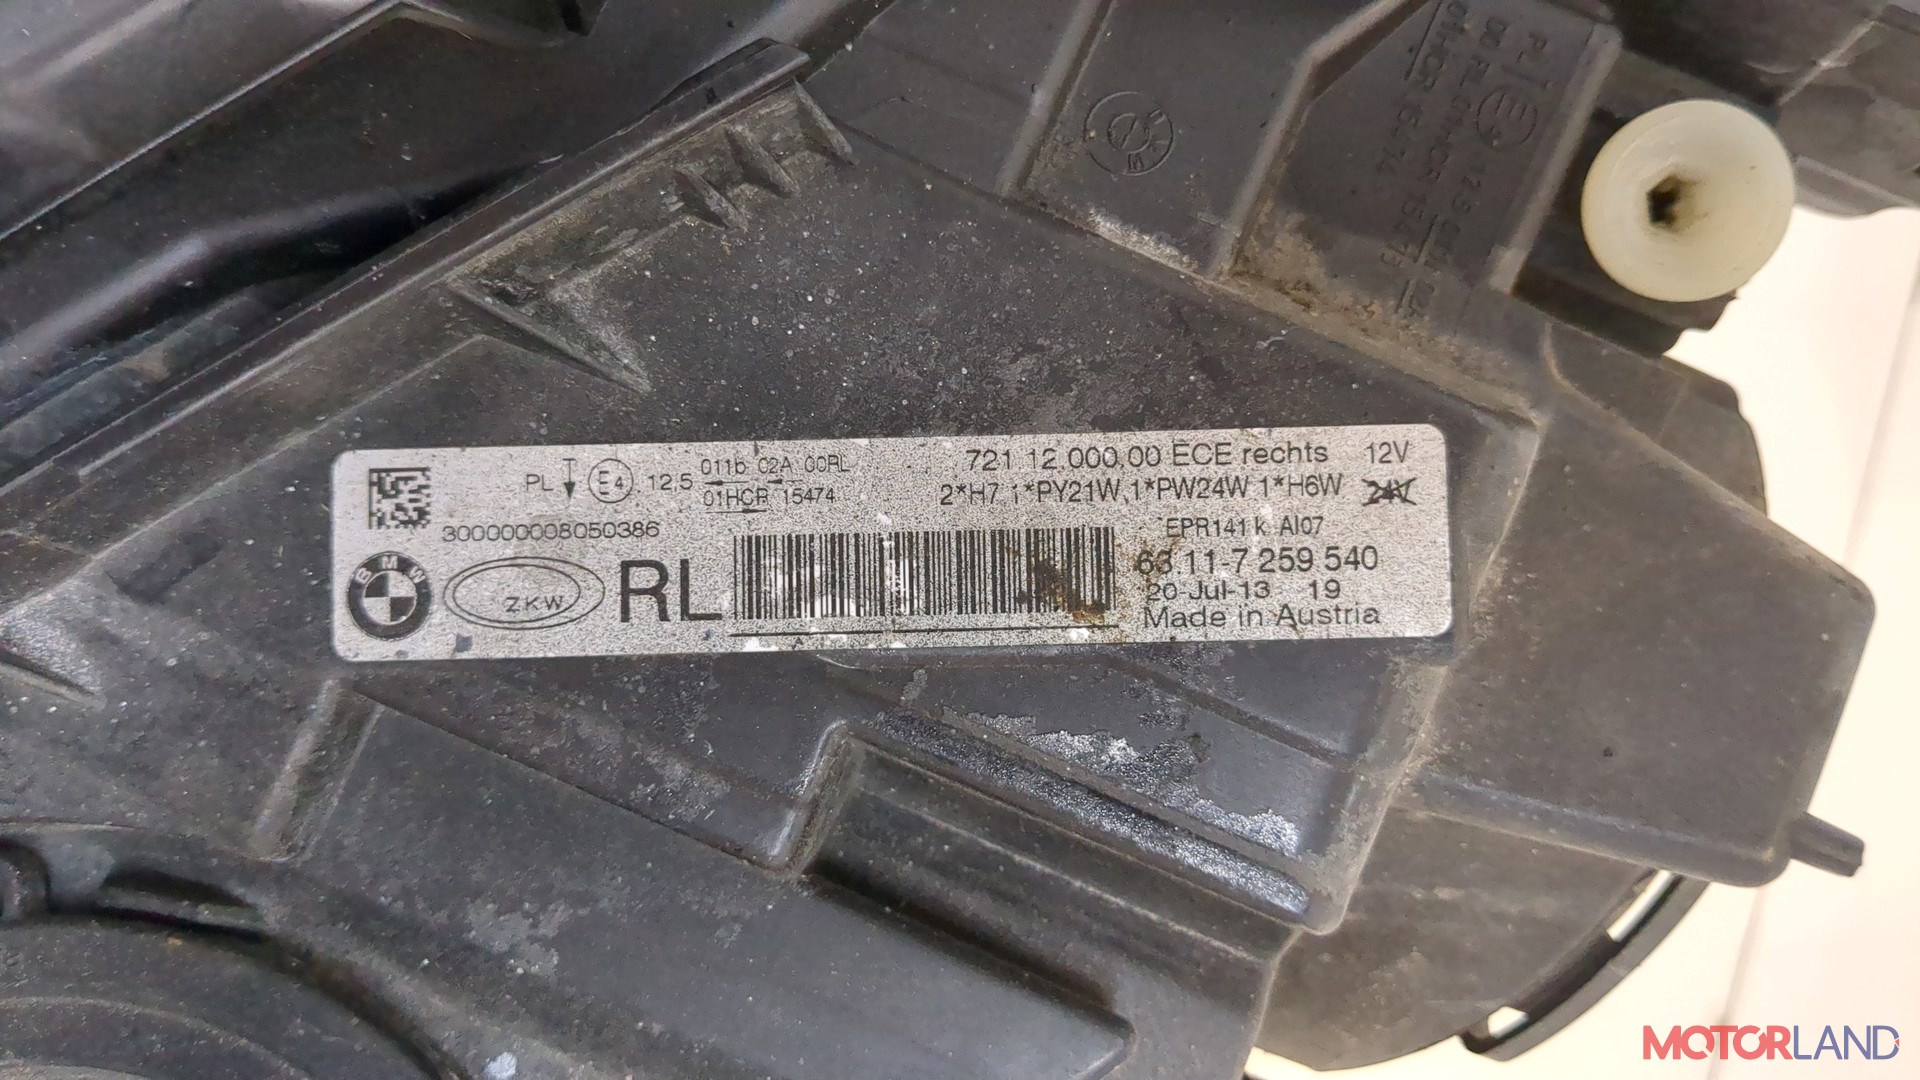 PL E4 12,5 011b 02A 00RL
01HCR 15474
300000008050386
BMW
ZKW
RL
721 12.000.00 ECE rechts 12V
2*H7 1*PY21W,1*PW24W 1*H6W 24V
EPR141 k AI07
63.11-7 259 540
20-Jul-13 19
Made in Austria
MOTORLAND